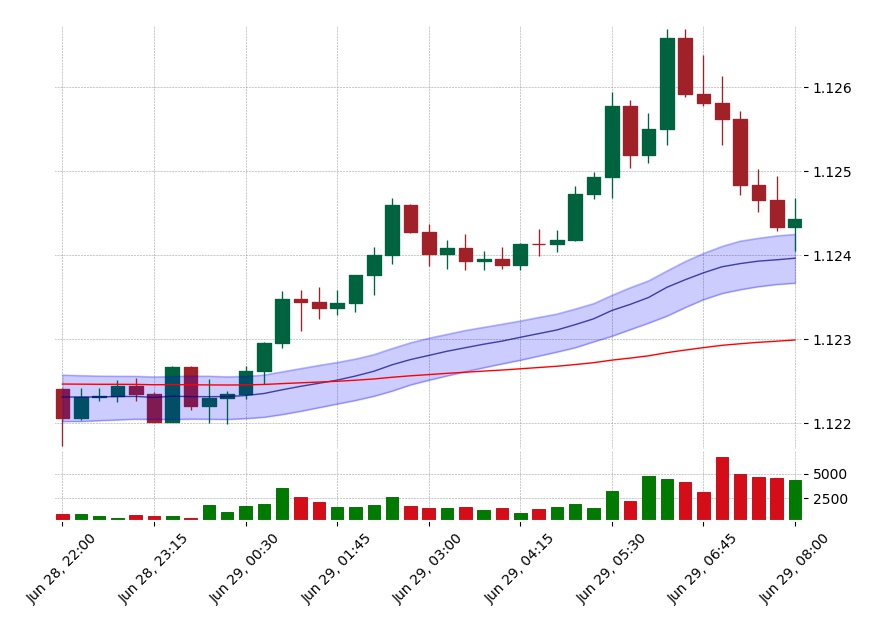 1.126
1.125
1.124
1.123
1.122
5000
2500
Jun 28, 22:00
Jun 28, 23:15
Jun 29, 00:30
Jun 29, 01:45
Jun 29, 03:00
Jun 29, 04:15
Jun 29, 05:30
Jun 29, 06:45
Jun 29, 08:00